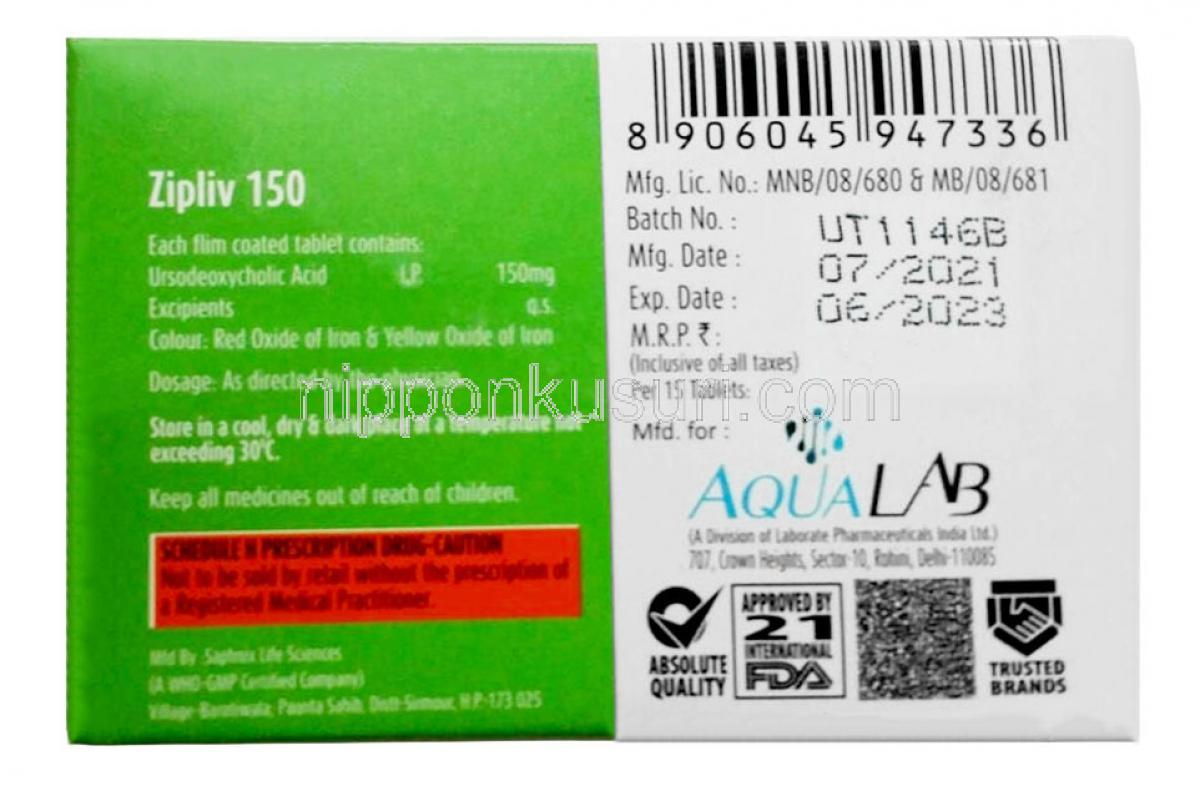 Zipliv 150
Each flim coated tablet contains:
Ursodeoxycholic Acid I.P. 150mg
Excipients q.s.
Colour: Red Oxide of Iron & Yellow Oxide of Iron
Dosage: As directed by the physician
Store in a cool, dry & dark place at a temperature not
exceeding 30°C.
Keep all medicines out of reach of children.
SCHEDULE H PRESCRIPTION DRUG-CAUTION
Not to be sold by retail without the prescription of
a Registered Medical Practitioner.
Mfd By :Saphnix Life Sciences
(A WHO-GMP Certified Company)
Village-Barotiwala, Paonta Sahib, Distt-Sirmour, H.P.-173 025
8 906045 947336
Mfg. Lic. No.: MNB/08/680 & MB/08/681
Batch No. : UT1146B
Mfg. Date : 07/2021
Exp. Date : 06/2023
M.R.P. ₹ :
(Inclusive of all taxes)
Per 15 Tablets:
nipponkusuri.com
Mfd. for :
AQUALAB
(A Division of Laborate Pharmaceuticals India Ltd.)
707, Crown Heights, Sector-10, Rohini, Delhi-110085
ABSOLUTE
QUALITY
APPROVED BY
21
INTERNATIONAL
FDA
TRUSTED
BRANDS